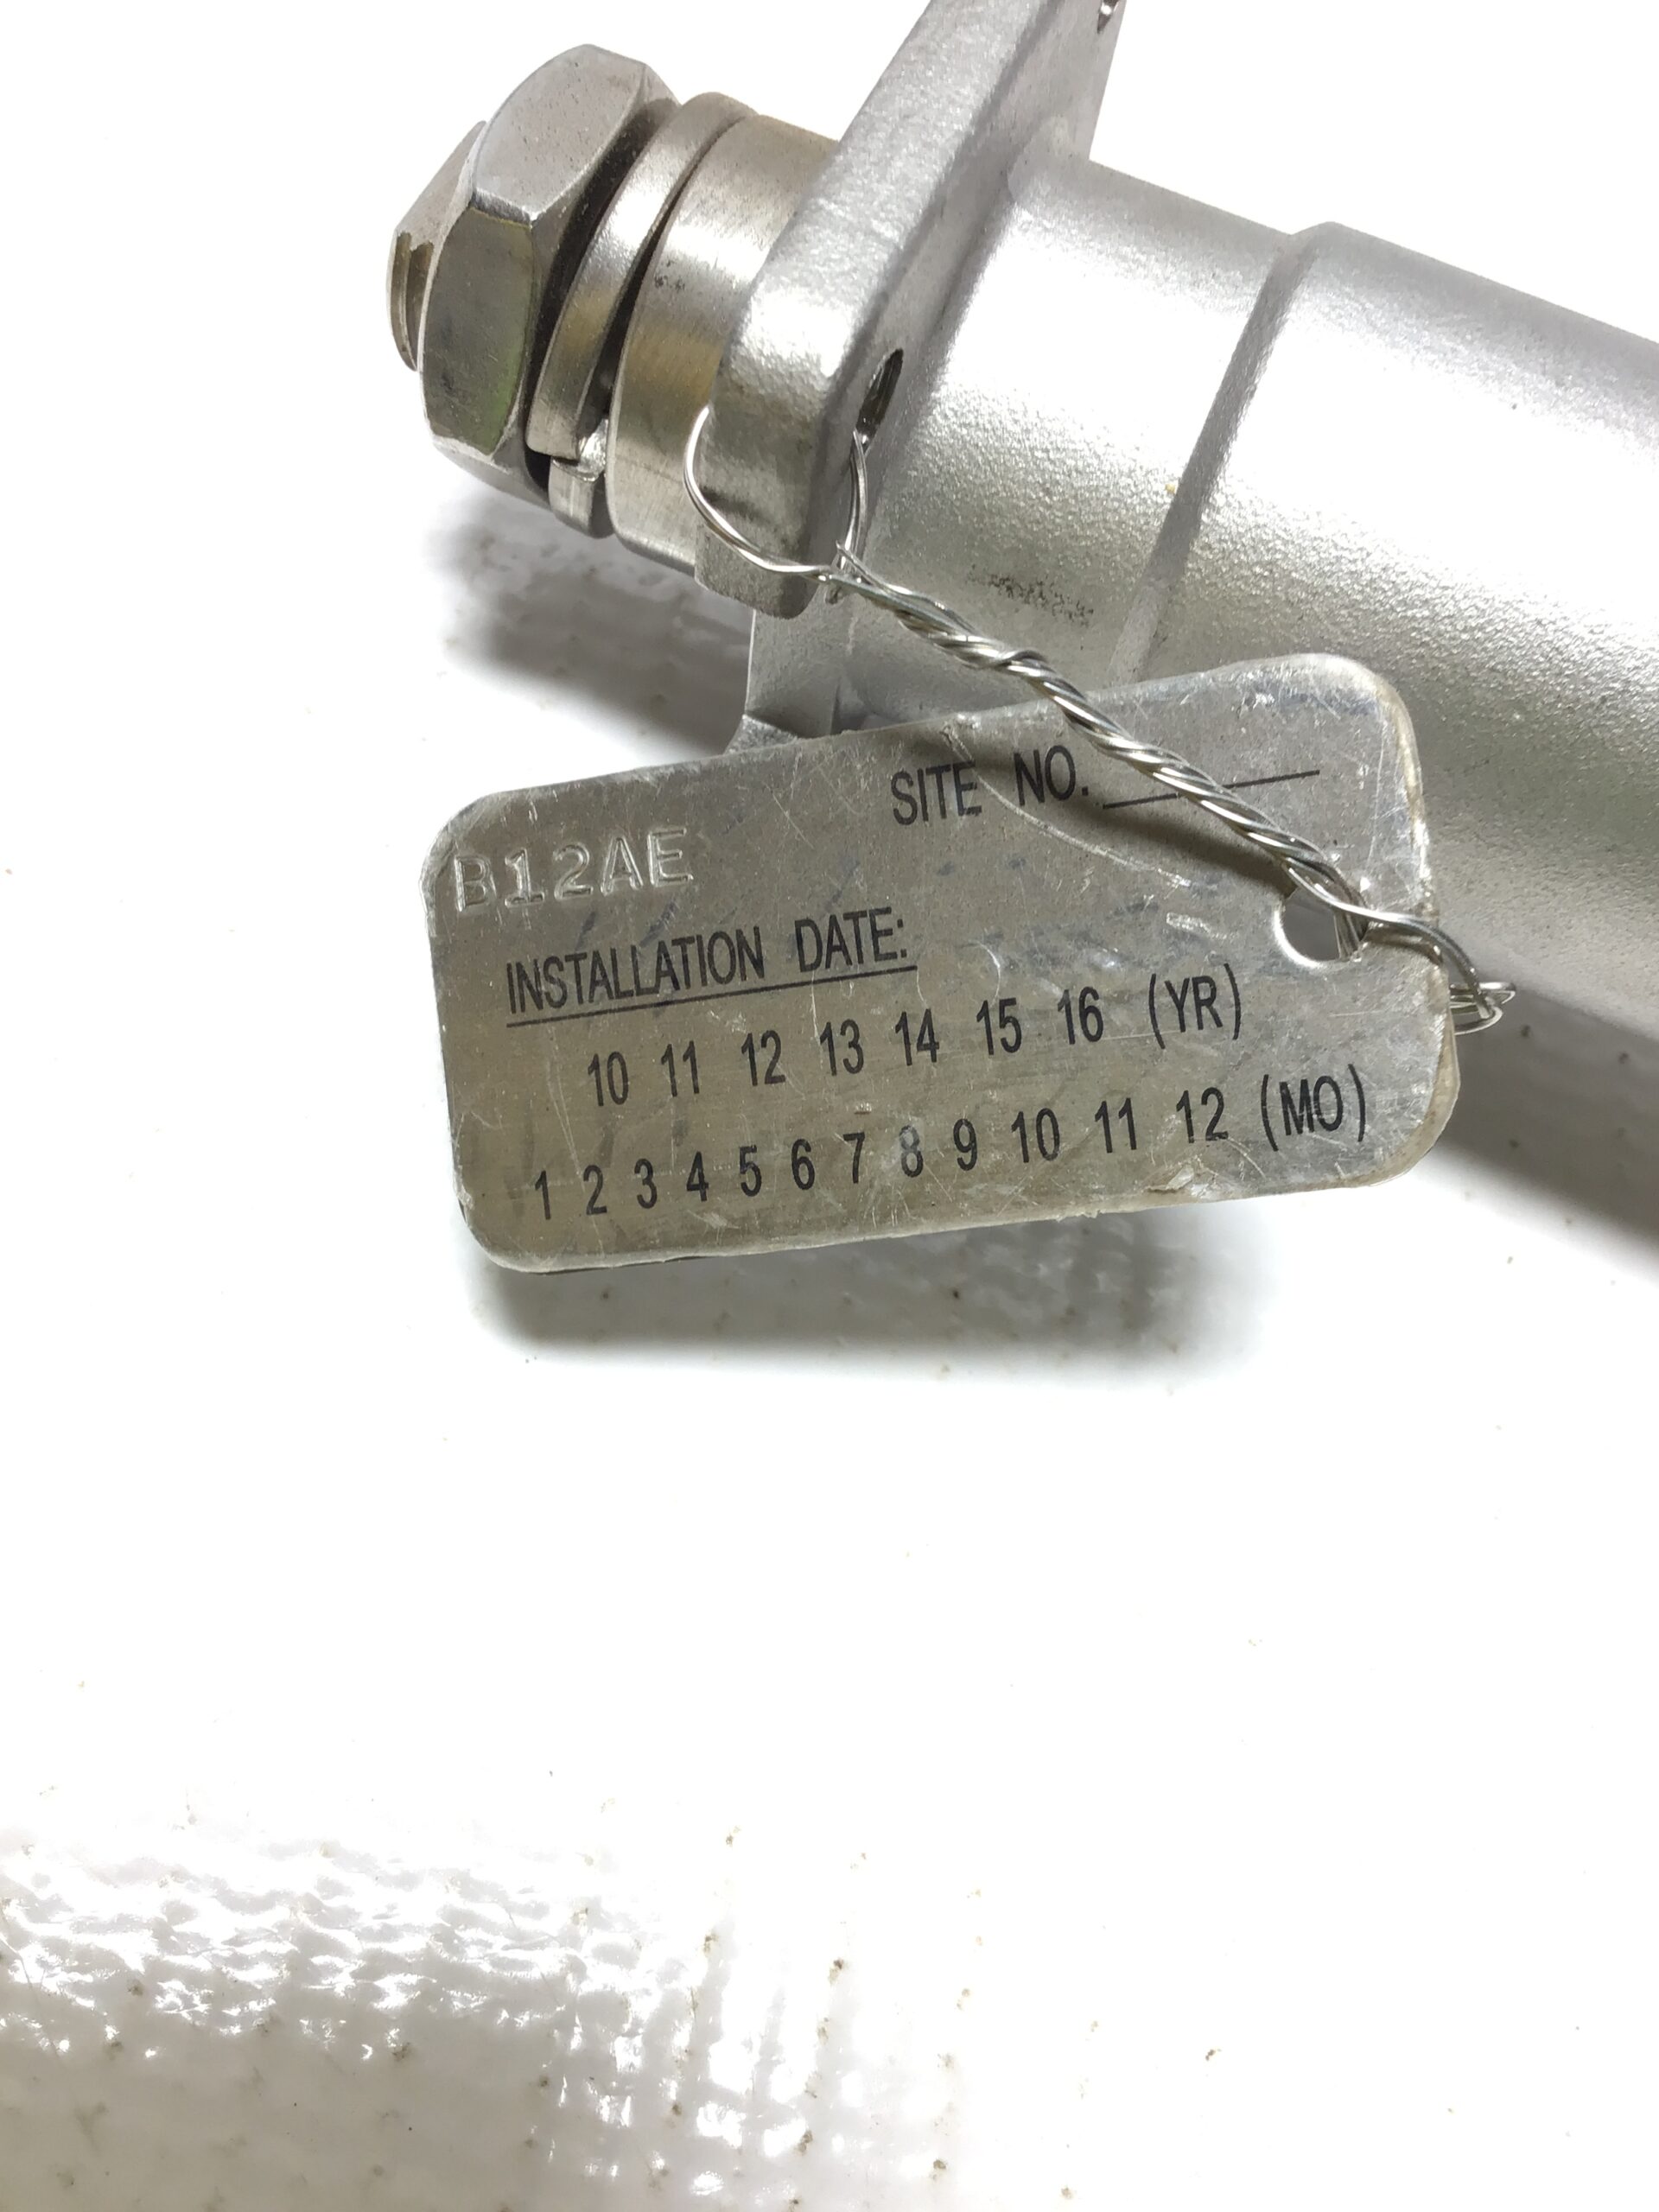 SITE NO.
B12AE
INSTALLATION DATE:
10 11 12 13 14 15 16 (YR)
1 2 3 4 5 6 7 8 9 10 11 12 (MO)